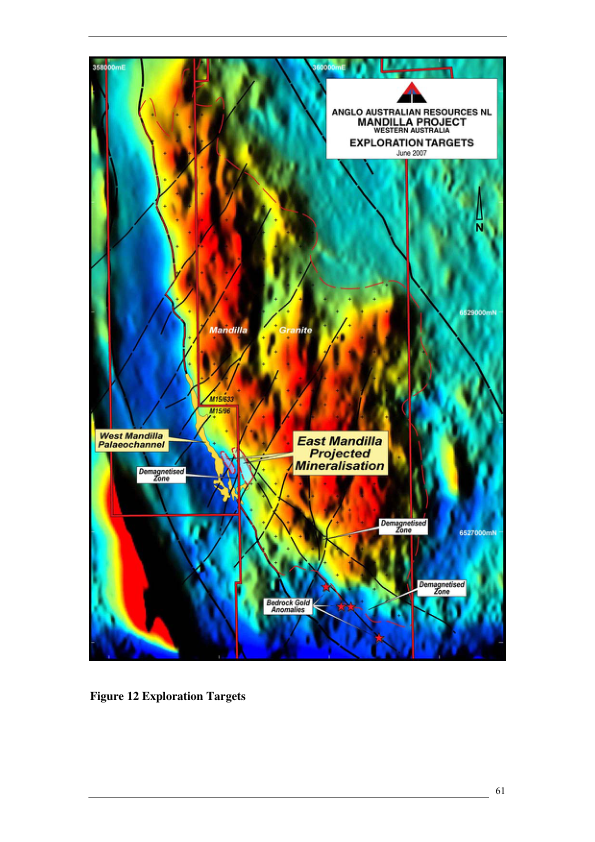 358000mE
360000mE
ANGLO AUSTRALIAN RESOURCES NL
MANDILLA PROJECT
WESTERN AUSTRALIA
EXPLORATION TARGETS
June 2007
N
6529000mN
Mandilla Granite
M15/633
M15/96
West Mandilla
Palaeochannel
East Mandilla
Projected
Mineralisation
Demagnetised
Zone
Demagnetised
Zone
6527000mN
Demagnetised
Zone
Bedrock Gold
Anomalies
Figure 12 Exploration Targets
61